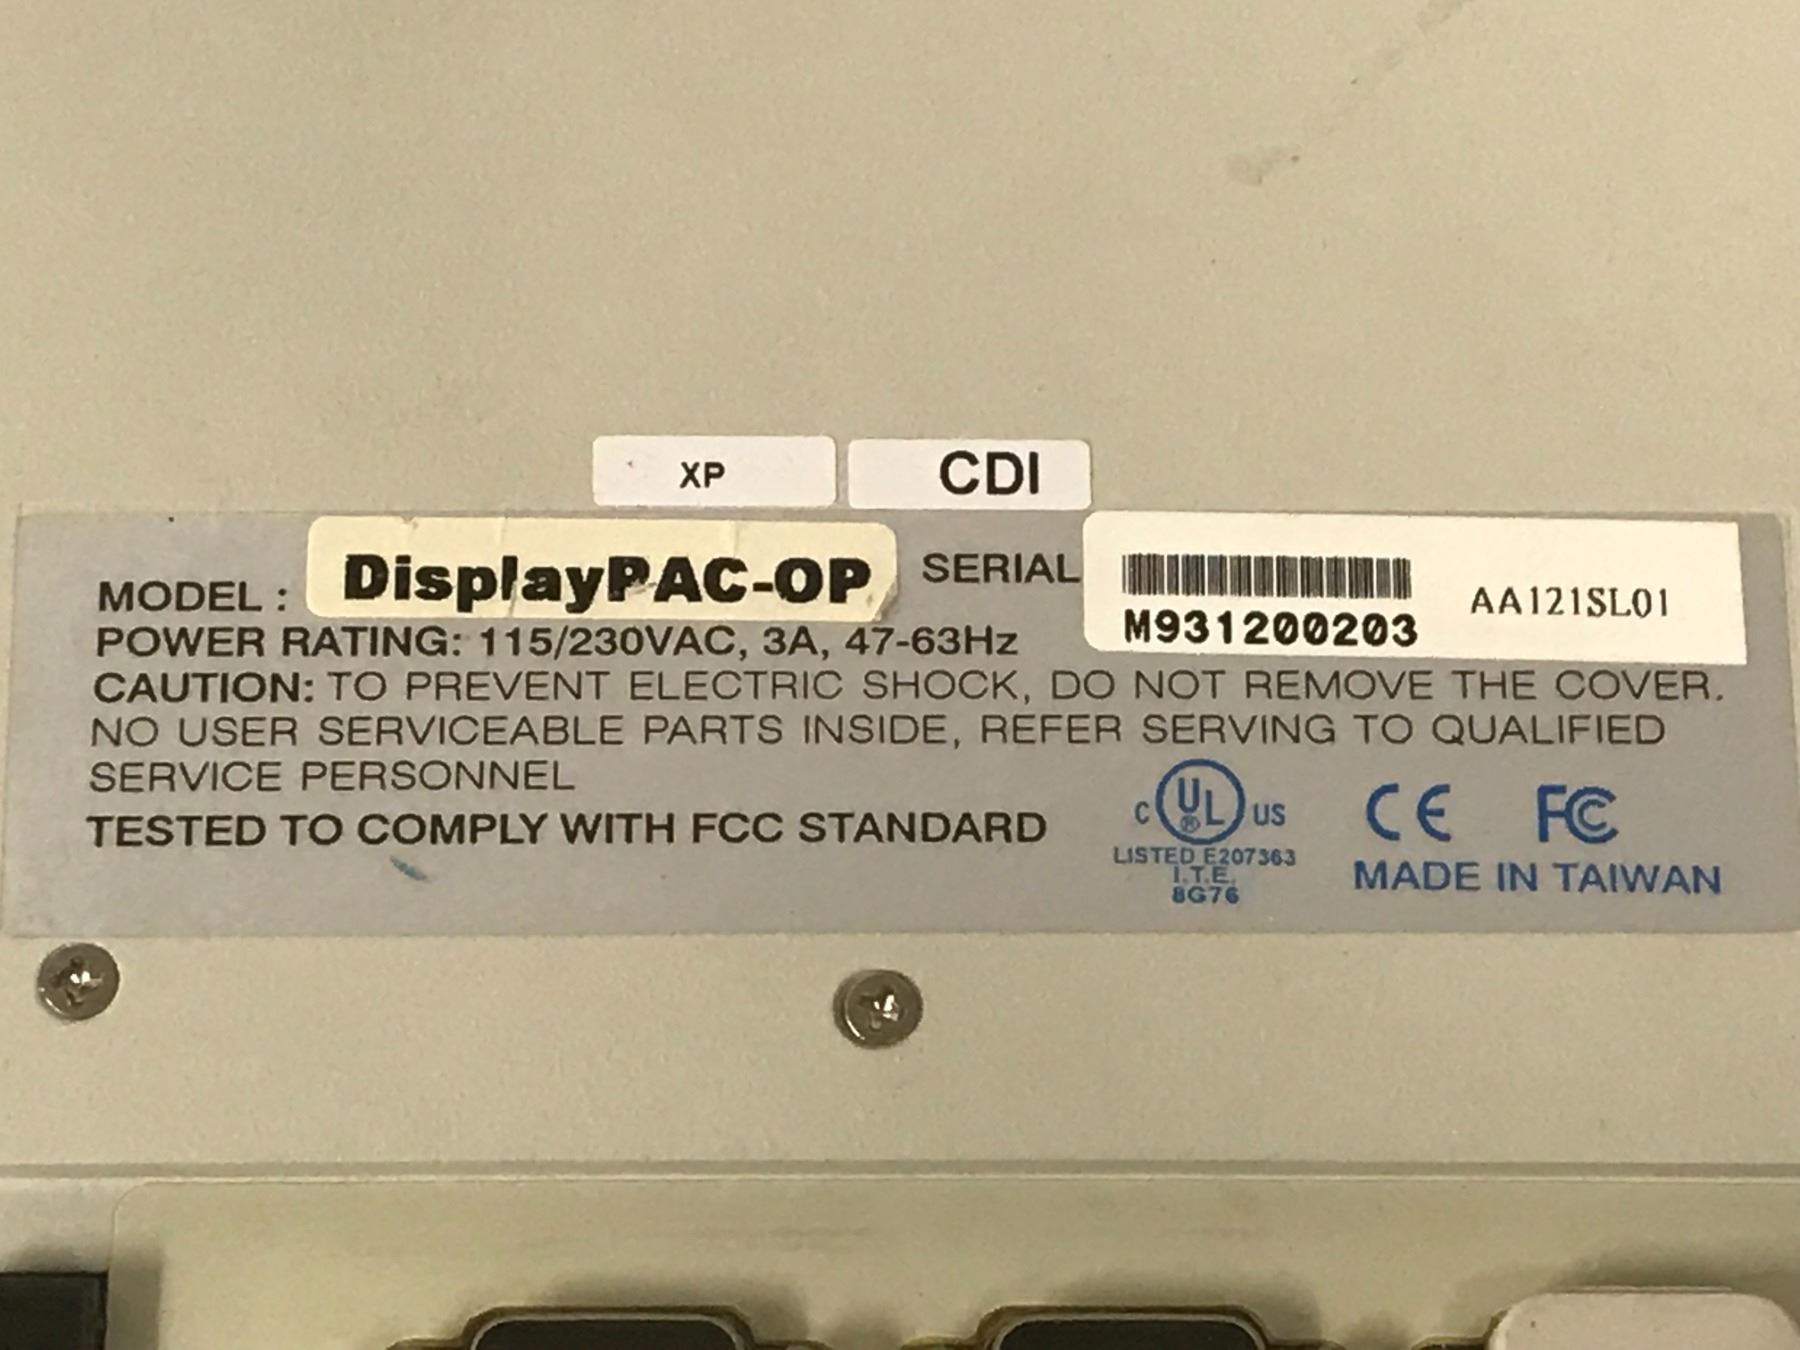 XP
CDI
MODEL : DisplayPAC-OP
SERIAL
M931200203
AA121SL01
POWER RATING: 115/230VAC, 3A, 47-63Hz
CAUTION: TO PREVENT ELECTRIC SHOCK, DO NOT REMOVE THE COVER.
NO USER SERVICEABLE PARTS INSIDE, REFER SERVING TO QUALIFIED
SERVICE PERSONNEL
TESTED TO COMPLY WITH FCC STANDARD
C UL ® US
LISTED E207363
I.T.E.
8G76
CE FC
MADE IN TAIWAN